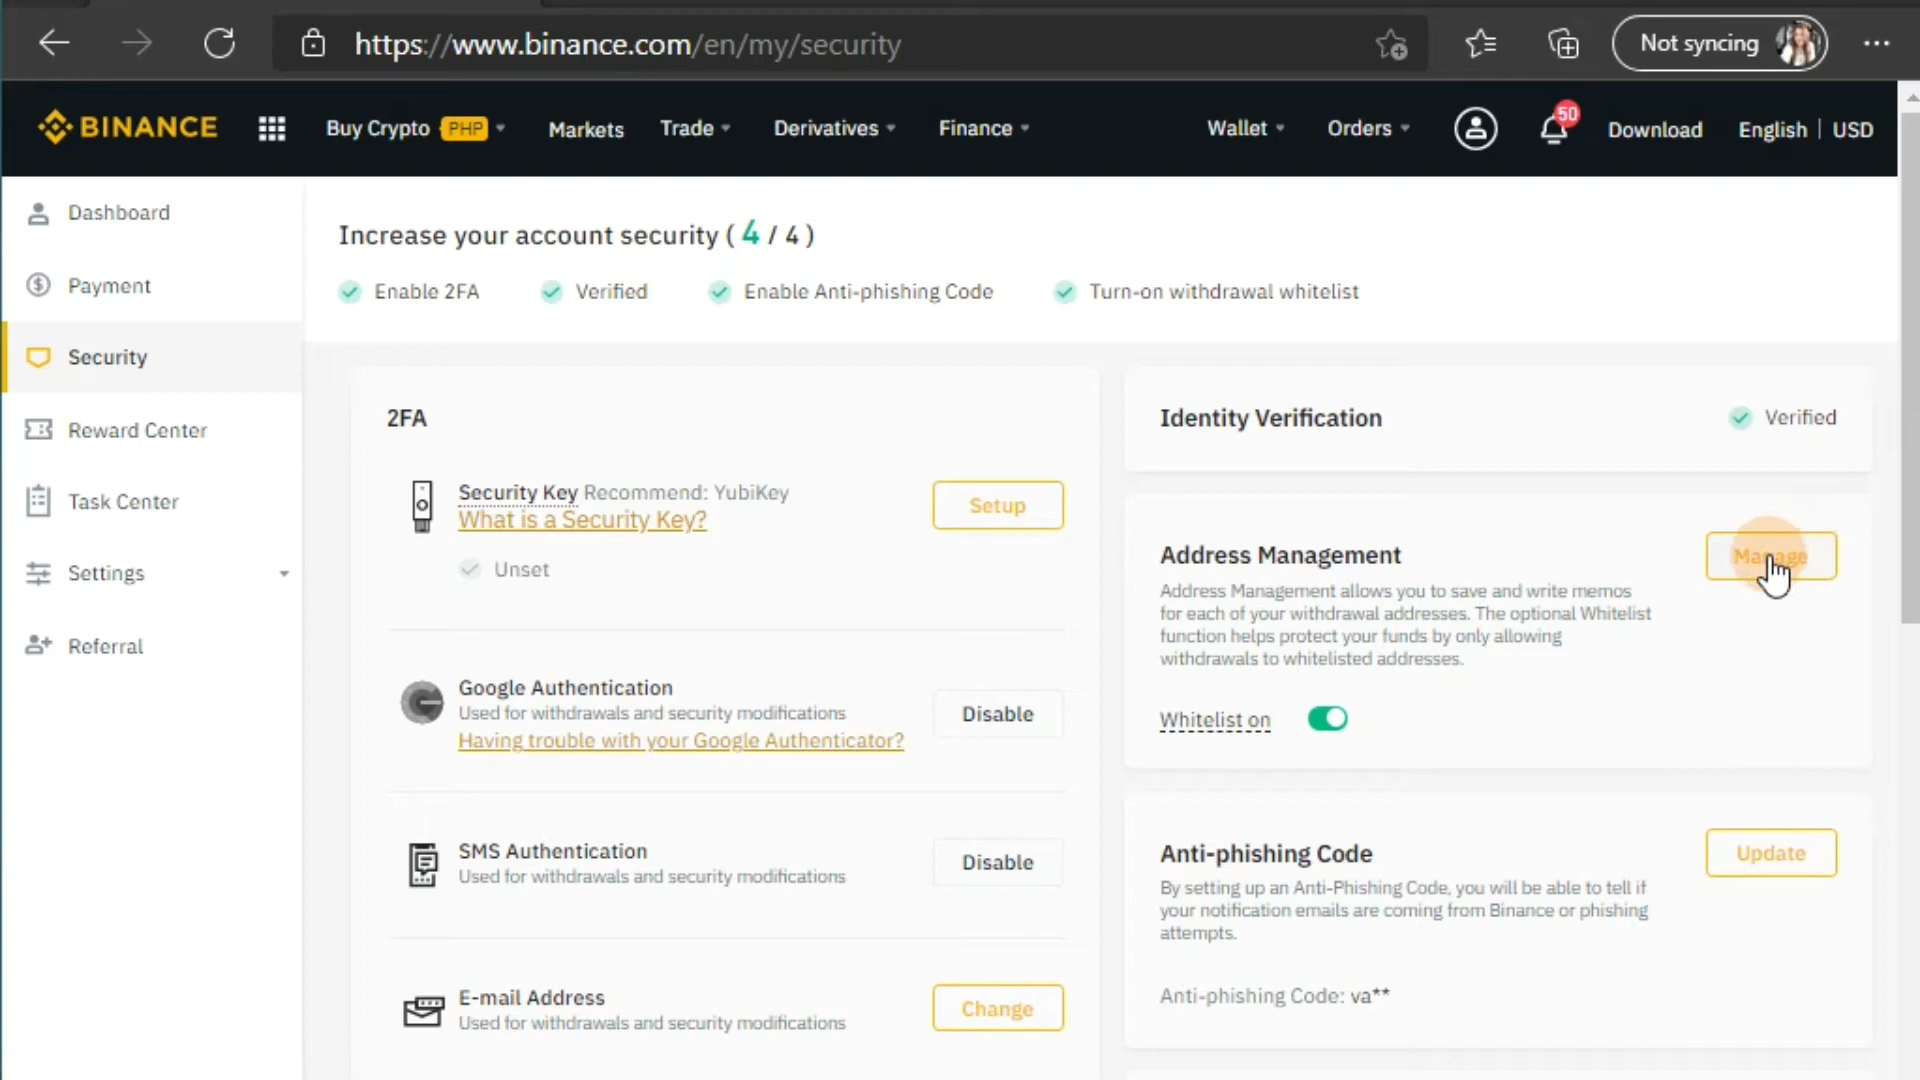 https://www.binance.com/en/my/security
Not syncing
BINANCE
Buy Crypto PHP
Markets
Trade
Derivatives
Finance
Wallet
Orders
50
Download
English | USD
Dashboard
Payment
Security
Reward Center
Task Center
Settings
Referral
Increase your account security ( 4 / 4 )
Enable 2FA
Verified
Enable Anti-phishing Code
Turn-on withdrawal whitelist
2FA
Security Key Recommend: YubiKey
What is a Security Key?
Unset
Setup
Google Authentication
Used for withdrawals and security modifications
Having trouble with your Google Authenticator?
Disable
SMS Authentication
Used for withdrawals and security modifications
Disable
E-mail Address
Used for withdrawals and security modifications
Change
Identity Verification
Verified
Address Management
Manage
Address Management allows you to save and write memos
for each of your withdrawal addresses. The optional Whitelist
function helps protect your funds by only allowing
withdrawals to whitelisted addresses.
Whitelist on
Anti-phishing Code
Update
By setting up an Anti-Phishing Code, you will be able to tell if
your notification emails are coming from Binance or phishing
attempts.
Anti-phishing Code: va**